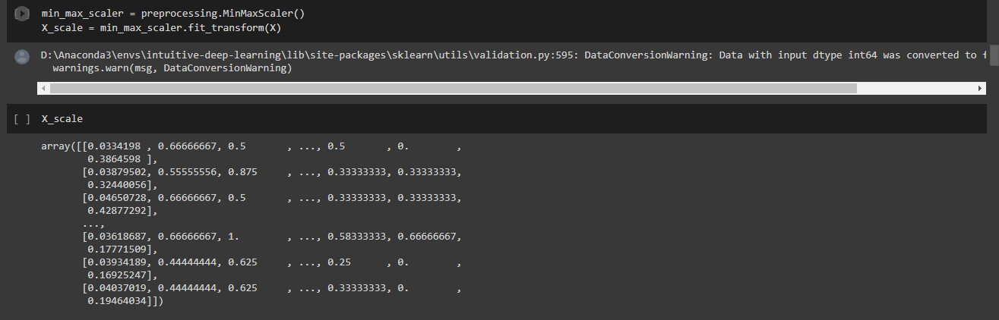 min_max_scaler = preprocessing.MinMaxScaler()
X_scale = min_max_scaler.fit_transform(X)
D:\Anaconda3\envs\intuitive-deep-learning\lib\site-packages\sklearn\utils\validation.py:595: DataConversionWarning: Data with input dtype int64 was converted to f
  warnings.warn(msg, DataConversionWarning)
[ ] X_scale
array([[0.0334198 , 0.66666667, 0.5       , ..., 0.5       , 0.        ,
        0.3864598 ],
       [0.03879502, 0.55555556, 0.875     , ..., 0.33333333, 0.33333333,
        0.32440056],
       [0.04650728, 0.66666667, 0.5       , ..., 0.33333333, 0.33333333,
        0.42877292],
       ...,
       [0.03618687, 0.66666667, 1.        , ..., 0.58333333, 0.66666667,
        0.17771509],
       [0.03934189, 0.44444444, 0.625     , ..., 0.25      , 0.        ,
        0.16925247],
       [0.04037019, 0.44444444, 0.625     , ..., 0.33333333, 0.        ,
        0.19464034]])